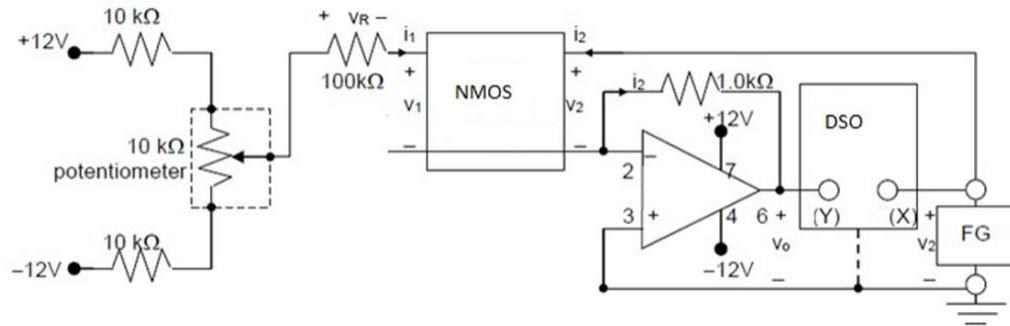 10 kΩ
+12V
+ vR –
100kΩ
i1
+
v1
–
NMOS
i2
+
v2
–
i2
1.0kΩ
10 kΩ
potentiometer
10 kΩ
–12V
+12V
–
2
3
+
7
4
6
–12V
+
vo
–
DSO
(Y)
(X)
+
v2
–
FG